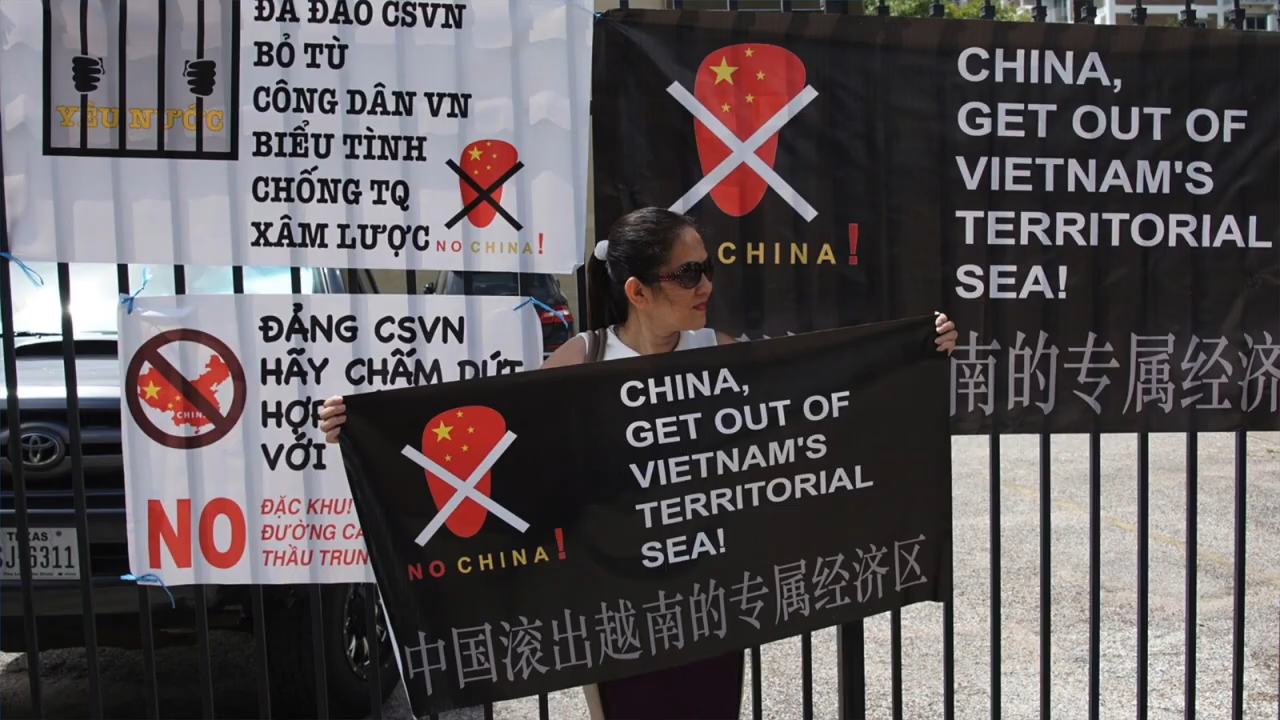 ĐẢ ĐẢO CSVN
BỎ TÙ
CÔNG DÂN VN
BIỂU TÌNH
CHỐNG TQ
XÂM LƯỢC
YÊU NƯỚC
NO CHINA!
ĐẢNG CSVN
HÃY CHẤM DỨT
VỚI
CHINA
NO
ĐẶC KHU!
ĐƯỜNG
THẦU
TEXAS
CHINA!
CHINA,
GET OUT OF
VIETNAM'S
TERRITORIAL
SEA!
南的专属经济
CHINA,
GET OUT OF
VIETNAM'S
TERRITORIAL
SEA!
NO CHINA!
中国滚出越南的专属经济区